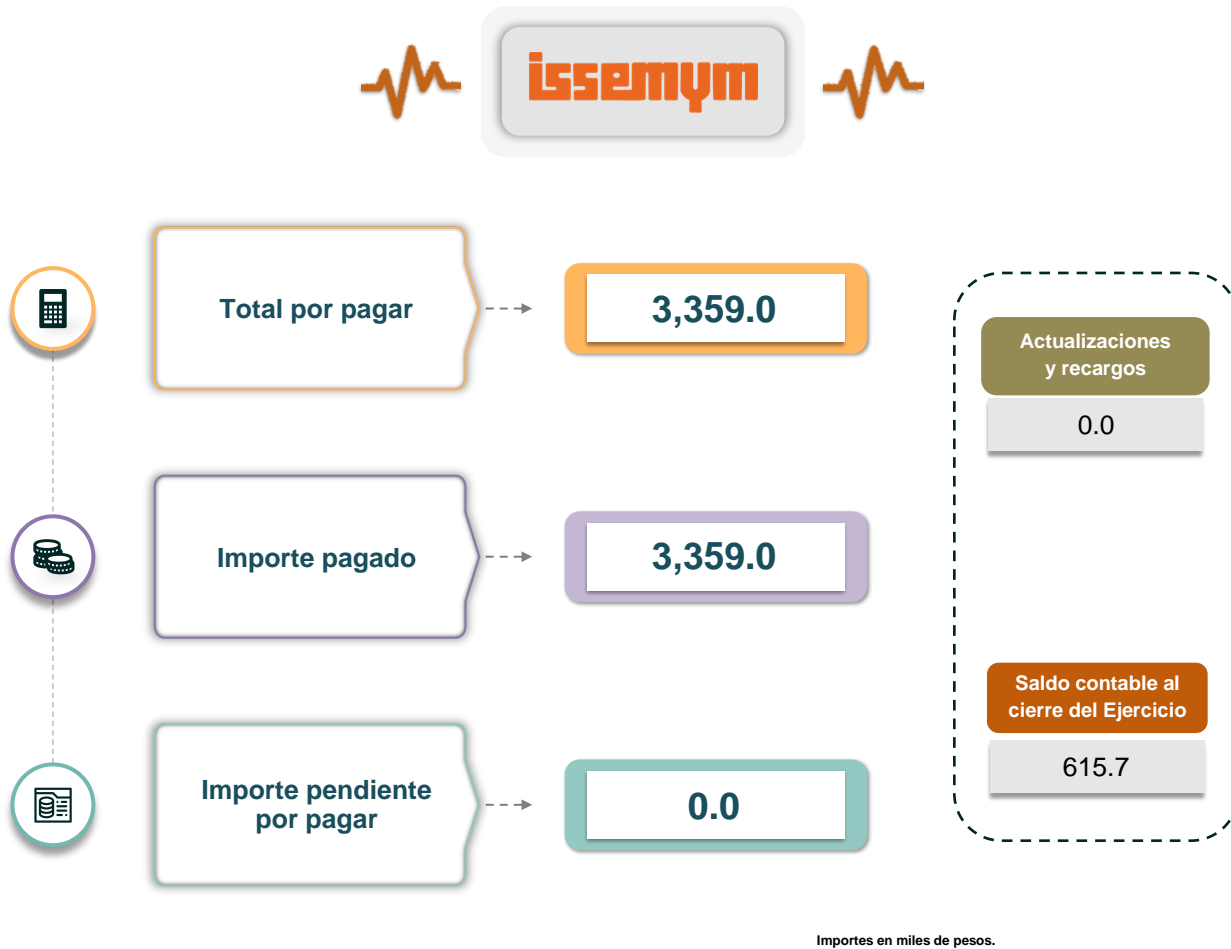 issemym
Total por pagar
3,359.0
Importe pagado
3,359.0
Importe pendiente
por pagar
0.0
Actualizaciones
y recargos
0.0
Saldo contable al
cierre del Ejercicio
615.7
Importes en miles de pesos.